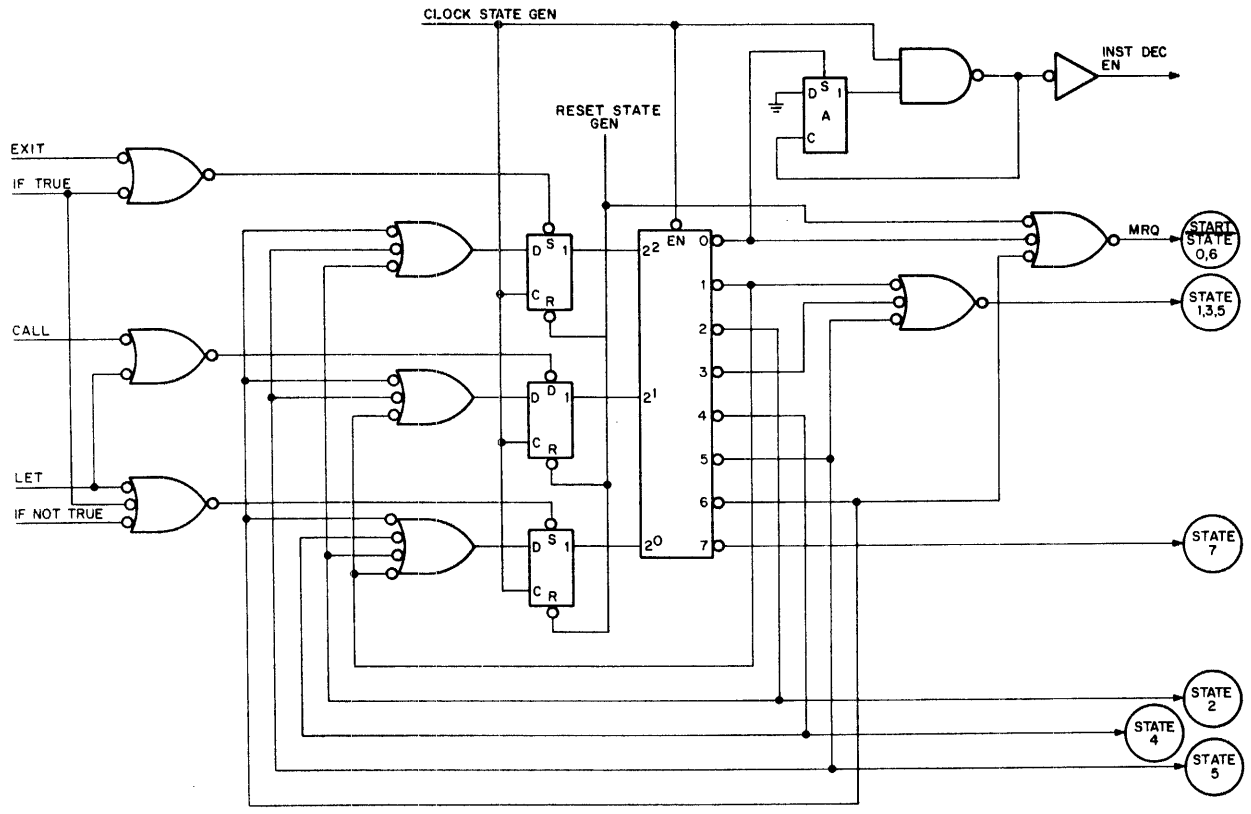 CLOCK STATE GEN
INST DEC
EN
D S 1
A
C
RESET STATE
GEN
EXIT
IF TRUE
D S 1
C
R
2²
EN
0
1
2
3
4
5
6
7
MRQ
START
STATE
0,6
STATE
1,3,5
CALL
D D 1
C
R
2¹
LET
IF NOT TRUE
D S 1
C
R
2⁰
STATE
7
STATE
2
STATE
4
STATE
5